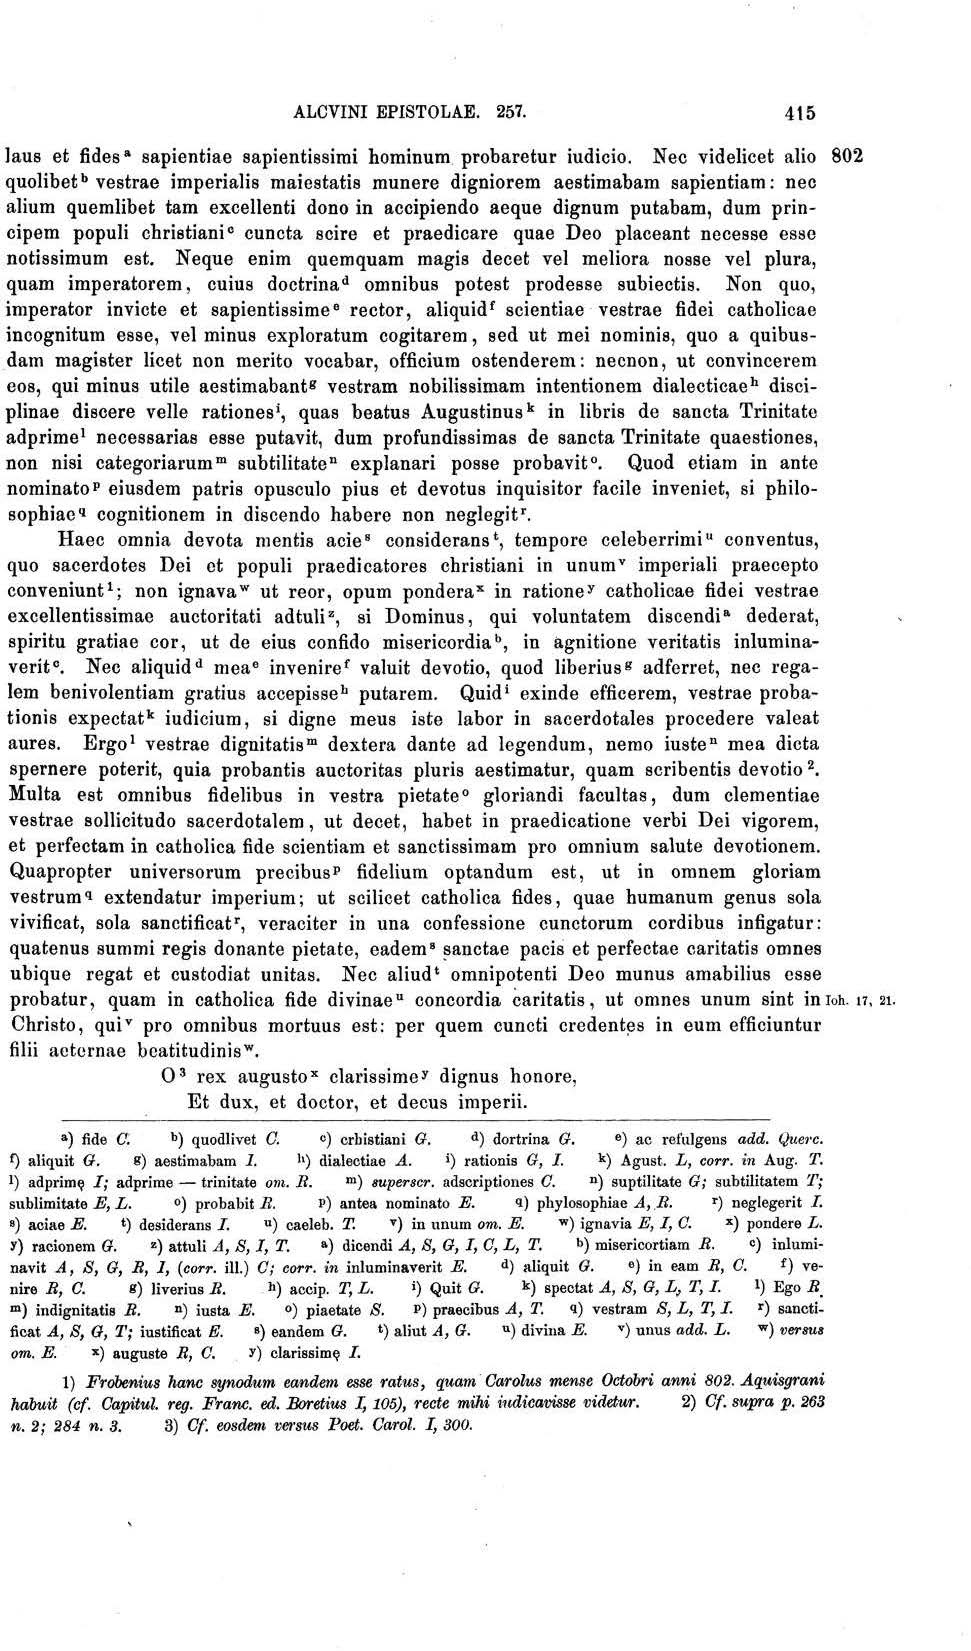 ALCVINI EPISTOLAE. 257. 415
laus et fides ᵃ sapientiae sapientissimi hominum probaretur iudicio. Nec videlicet alio 802
quolibet ᵇ vestrae imperialis maiestatis munere digniorem aestimabam sapientiam: nec
alium quemlibet tam excellenti dono in accipiendo aeque dignum putabam, dum prin-
cipem populi christiani ᶜ cuncta scire et praedicare quae Deo placeant necesse esse
notissimum est. Neque enim quemquam magis decet vel meliora nosse vel plura,
quam imperatorem, cuius doctrina ᵈ omnibus potest prodesse subiectis. Non quo,
imperator invicte et sapientissime ᵉ rector, aliquid ᶠ scientiae vestrae fidei catholicae
incognitum esse, vel minus exploratum cogitarem, sed ut mei nominis, quo a quibus-
dam magister licet non merito vocabar, officium ostenderem: necnon, ut convincerem
eos, qui minus utile aestimabant ᵍ vestram nobilissimam intentionem dialecticae ʰ disci-
plinae discere velle rationes ⁱ, quas beatus Augustinus ᵏ in libris de sancta Trinitate
adprime ˡ necessarias esse putavit, dum profundissimas de sancta Trinitate quaestiones,
non nisi categoriarum ᵐ subtilitate ⁿ explanari posse probavit ᵒ. Quod etiam in ante
nominato ᵖ eiusdem patris opusculo pius et devotus inquisitor facile inveniet, si philo-
sophiae q cognitionem in discendo habere non neglegit ʳ.
Haec omnia devota mentis acie ˢ considerans ᵗ, tempore celeberrimi ᵘ conventus,
quo sacerdotes Dei et populi praedicatores christiani in unum ᵛ imperiali praecepto
conveniunt ¹; non ignava ʷ ut reor, opum pondera ˣ in ratione ʸ catholicae fidei vestrae
excellentissimae auctoritati adtuli ᶻ, si Dominus, qui voluntatem discendi ᵃ dederat,
spiritu gratiae cor, ut de eius confido misericordia ᵇ, in agnitione veritatis inlumina-
verit ᶜ. Nec aliquid ᵈ mea ᵉ invenire ᶠ valuit devotio, quod liberius ᵍ adferret, nec rega-
lem benivolentiam gratius accepisse ʰ putarem. Quid ⁱ exinde efficerem, vestrae proba-
tionis expectat ᵏ iudicium, si digne meus iste labor in sacerdotales procedere valeat
aures. Ergo ˡ vestrae dignitatis ᵐ dextera dante ad legendum, nemo iuste ⁿ mea dicta
spernere poterit, quia probantis auctoritas pluris aestimatur, quam scribentis devotio ².
Multa est omnibus fidelibus in vestra pietate ᵒ gloriandi facultas, dum clementiae
vestrae sollicitudo sacerdotalem, ut decet, habet in praedicatione verbi Dei vigorem,
et perfectam in catholica fide scientiam et sanctissimam pro omnium salute devotionem.
Quapropter universorum precibus ᵖ fidelium optandum est, ut in omnem gloriam
vestrum q extendatur imperium; ut scilicet catholica fides, quae humanum genus sola
vivificat, sola sanctificat ʳ, veraciter in una confessione cunctorum cordibus infigatur:
quatenus summi regis donante pietate, eadem ˢ sanctae pacis et perfectae caritatis omnes
ubique regat et custodiat unitas. Nec aliud ᵗ omnipotenti Deo munus amabilius esse
probatur, quam in catholica fide divinae ᵘ concordia caritatis, ut omnes unum sint in Ioh. 17, 21.
Christo, qui ᵛ pro omnibus mortuus est: per quem cuncti credentes in eum efficiuntur
filii aeternae beatitudinis ʷ.
O ³ rex augusto ˣ clarissime ʸ dignus honore,
Et dux, et doctor, et decus imperii.
a) fide C. b) quodlivet C. c) crhistiani G. d) dortrina G. e) ac refulgens add. Querc.
f) aliquit G. g) aestimabam I. h) dialectiae A. i) rationis G, I. k) Agust. L, corr. in Aug. T.
l) adprimę I; adprime — trinitate om. R. m) superscr. adscriptiones C. n) suptilitate G; subtilitatem T;
sublimitate E, L. o) probabit R. p) antea nominato E. q) phylosophiae A, R. r) neglegerit I.
s) aciae E. t) desiderans I. u) caeleb. T. v) in unum om. E. w) ignavia E, I, C. x) pondere L.
y) racionem G. z) attuli A, S, I, T. a) dicendi A, S, G, I, C, L, T. b) misericordiam R. c) inlumi-
navit A, S, G, R, I, (corr. ill.) C; corr. in inluminaverit E. d) aliquit G. e) in eam R, C. f) ve-
nire R, C. g) liverius R. h) accip. T, L. i) Quit G. k) spectat A, S, G, L, T, I. l) Ego R.
m) indignitatis R. n) iusta E. o) piaetate S. p) praecibus A, T. q) vestram S, L, T, I. r) sancti-
ficat A, S, G, T; iustificat E. s) eandem G. t) aliut A, G. u) divina E. v) unus add. L. w) versus
om. E. x) auguste R, C. y) clarissimę I.
1) Frobenius hanc synodum eandem esse ratus, quam Carolus mense Octobri anni 802. Aquisgrani
habuit (cf. Capitul. reg. Franc. ed. Boretius I, 105), recte mihi iudicavisse videtur. 2) Cf. supra p. 263
n. 2; 284 n. 3. 3) Cf. eosdem versus Poet. Carol. I, 300.